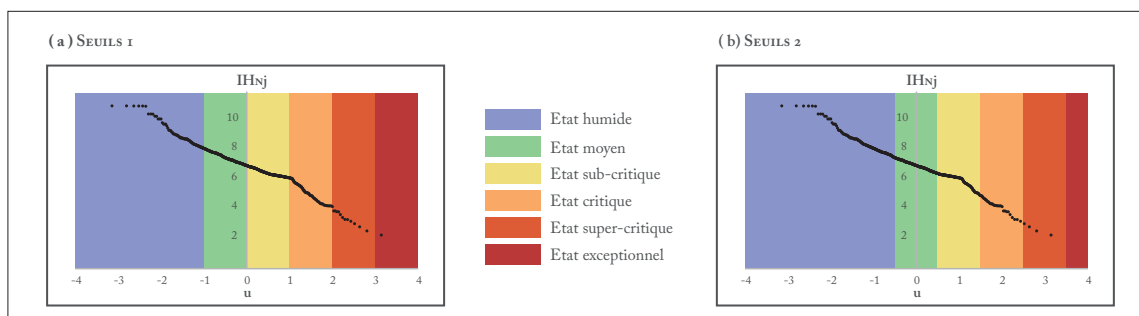 (a) Seuils 1
IHNj
10
8
6
4
2
-4 -3 -2 -1 0 1 2 3 4
u
Etat humide
Etat moyen
Etat sub-critique
Etat critique
Etat super-critique
Etat exceptionnel
(b) Seuils 2
IHNj
10
8
6
4
2
-4 -3 -2 -1 0 1 2 3 4
u